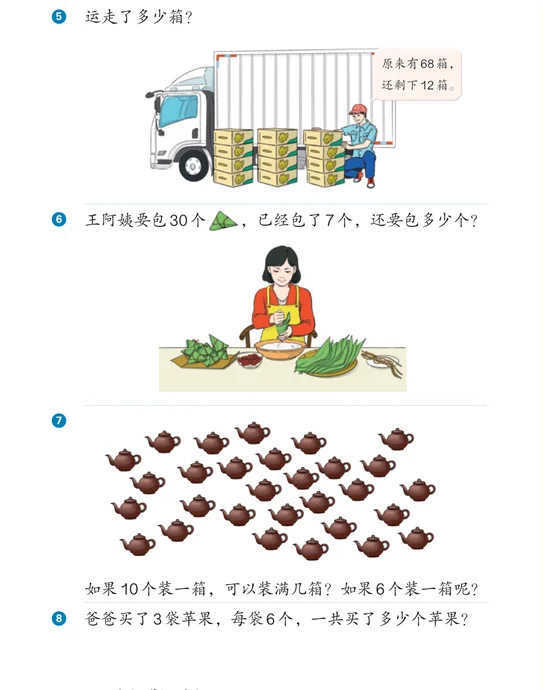 5 运走了多少箱？
原来有68箱，
还剩下12箱。
6 王阿姨要包30个，已经包了7个，还要包多少个？
7
如果10个装一箱，可以装满几箱？如果6个装一箱呢？
8 爸爸买了3袋苹果，每袋6个，一共买了多少个苹果？